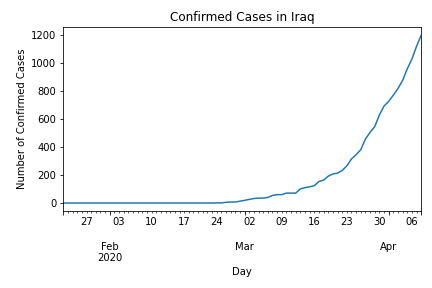 Confirmed Cases in Iraq
1200
1000
800
600
400
200
0
Number of Confirmed Cases
27 03 10 17 24 02 09 16 23 30 06
Feb Mar Apr
2020
Day